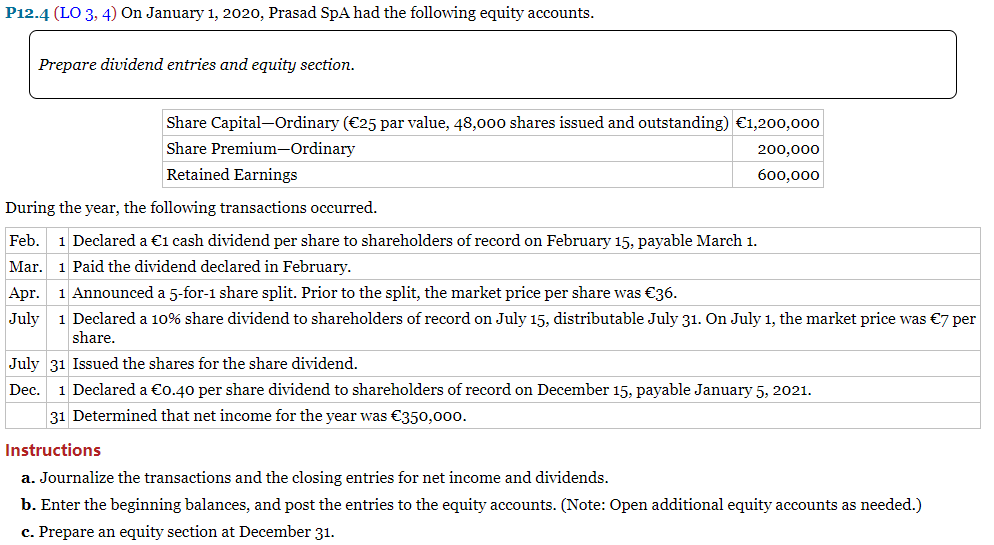 P12.4 (LO 3, 4) On January 1, 2020, Prasad SpA had the following equity accounts.
Prepare dividend entries and equity section.
Share Capital—Ordinary (€25 par value, 48,000 shares issued and outstanding) €1,200,000
Share Premium—Ordinary 200,000
Retained Earnings 600,000
During the year, the following transactions occurred.
Feb. 1 Declared a €1 cash dividend per share to shareholders of record on February 15, payable March 1.
Mar. 1 Paid the dividend declared in February.
Apr. 1 Announced a 5-for-1 share split. Prior to the split, the market price per share was €36.
July 1 Declared a 10% share dividend to shareholders of record on July 15, distributable July 31. On July 1, the market price was €7 per
share.
July 31 Issued the shares for the share dividend.
Dec. 1 Declared a €0.40 per share dividend to shareholders of record on December 15, payable January 5, 2021.
31 Determined that net income for the year was €350,000.
Instructions
a. Journalize the transactions and the closing entries for net income and dividends.
b. Enter the beginning balances, and post the entries to the equity accounts. (Note: Open additional equity accounts as needed.)
c. Prepare an equity section at December 31.